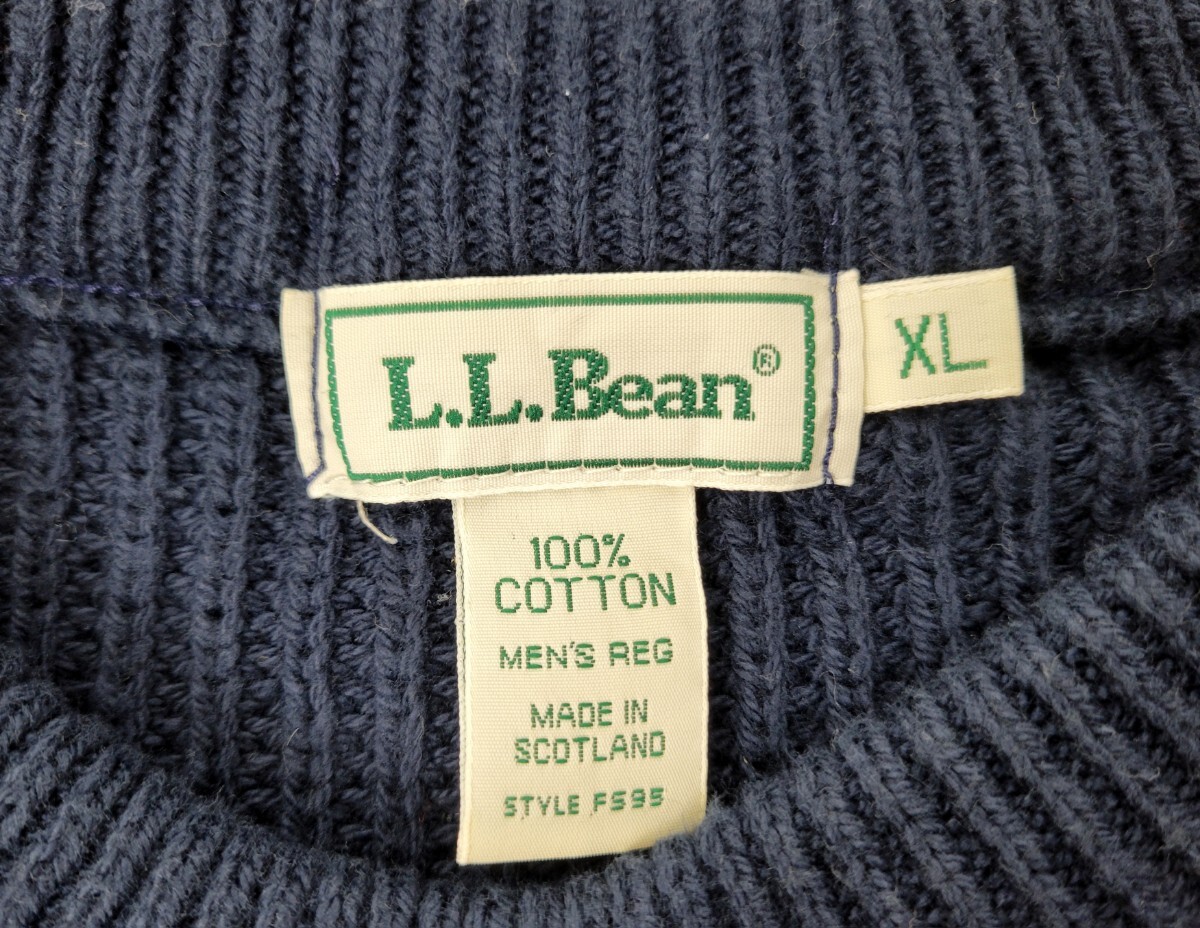 L.L.Bean®
XL
100%
COTTON
MEN'S REG
MADE IN
SCOTLAND
STYLE FS95